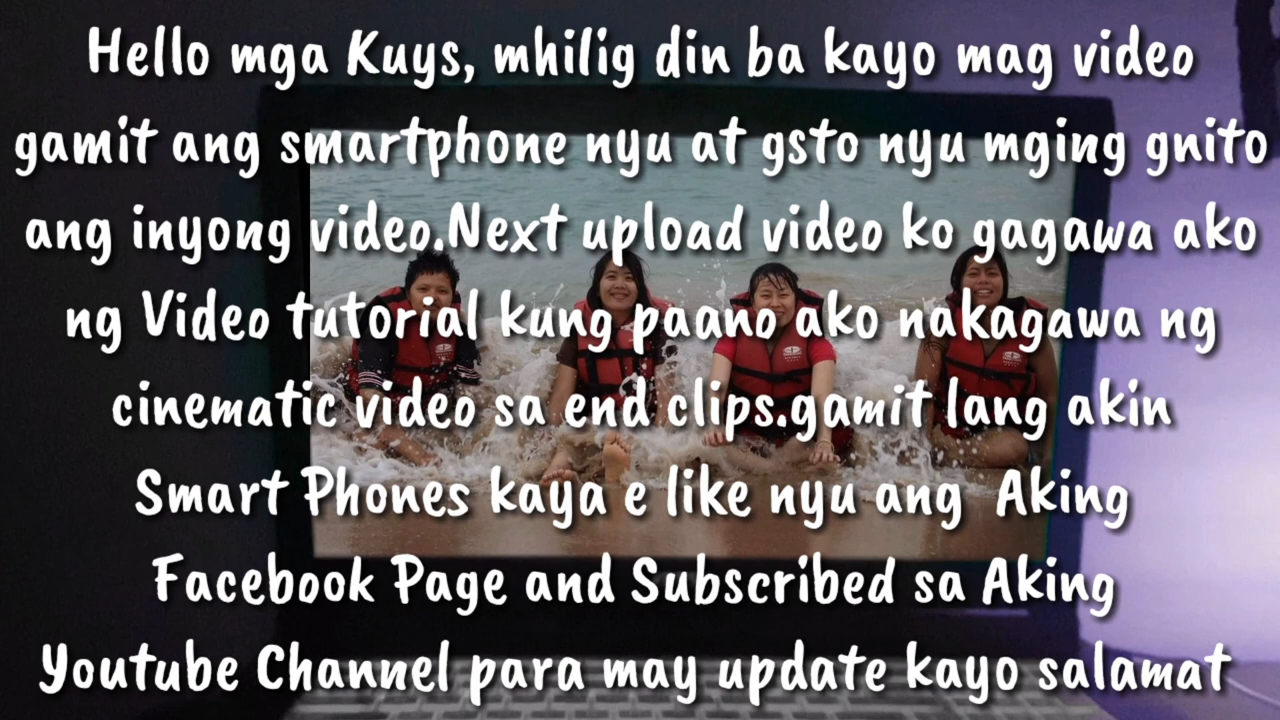 Hello mga Kuys, mhilig din ba kayo mag video
gamit ang smartphone nyu at gsto nyu mging gnito
ang inyong video.Next upload video ko gagawa ako
ng Video tutorial kung paano ako nakagawa ng
cinematic video sa end clips.gamit lang akin
Smart Phones kaya e like nyu ang Aking
Facebook Page and Subscribed sa Aking
Youtube Channel para may update kayo salamat